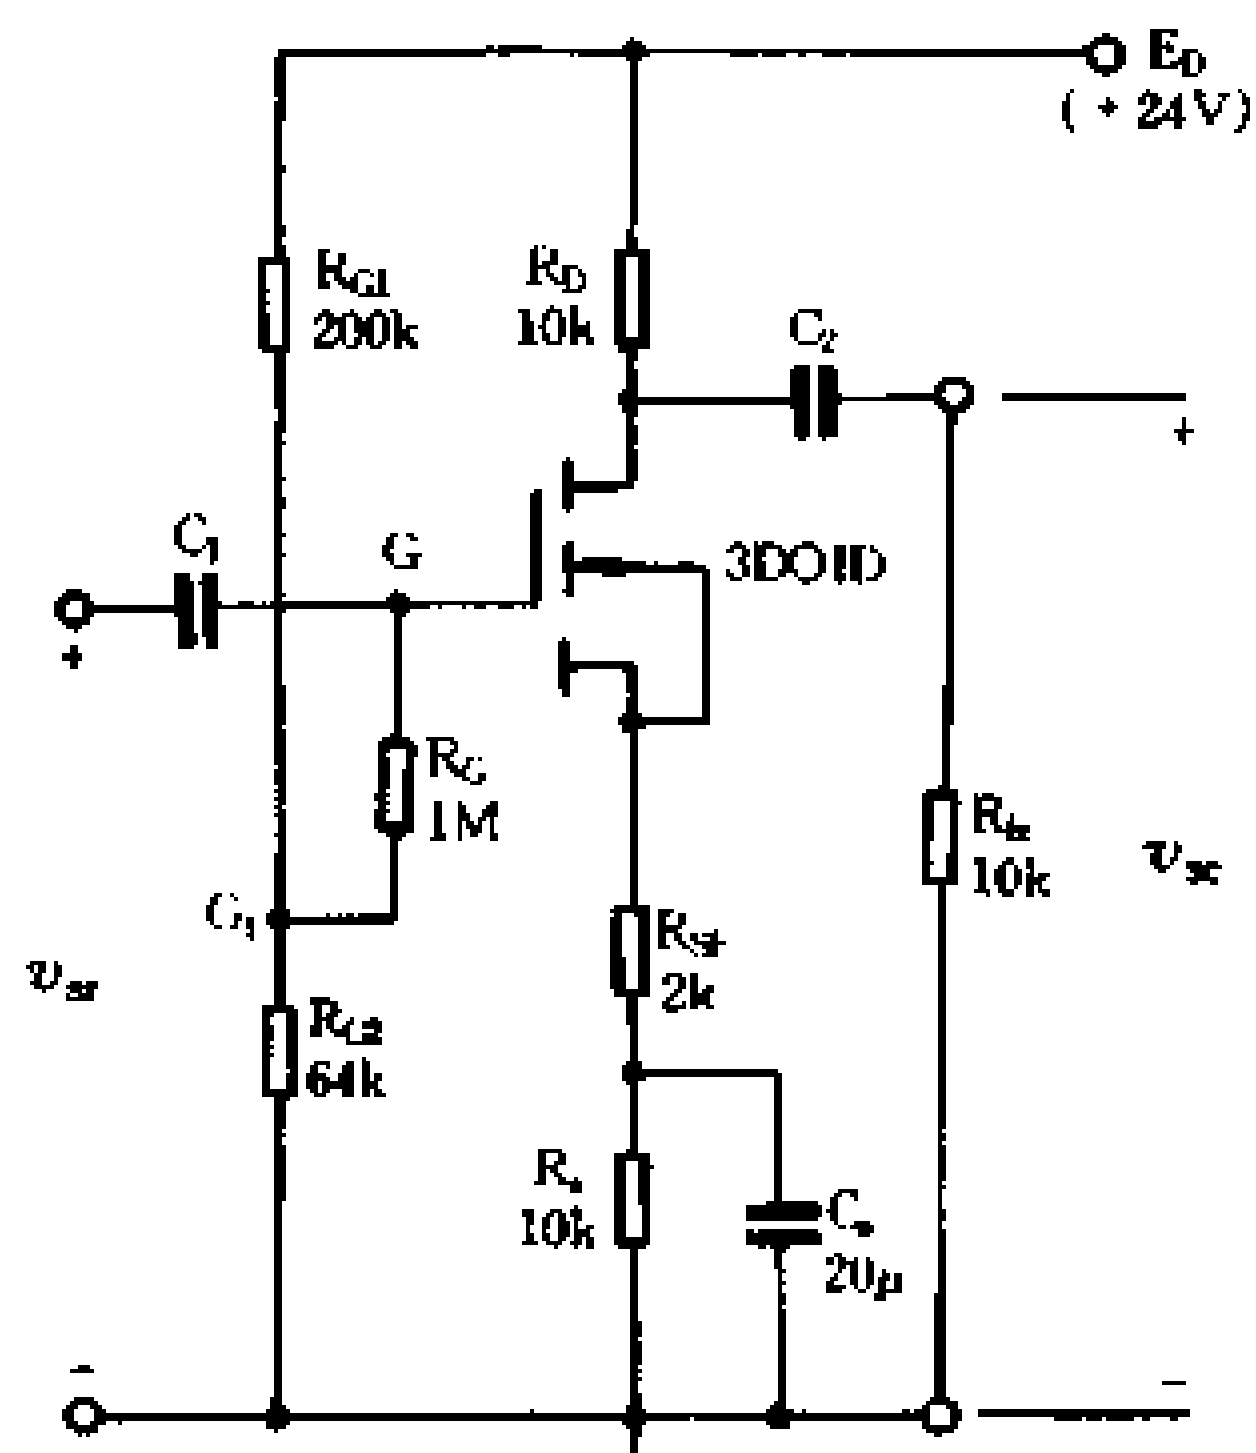 E_D
( + 24V)
R_G1
200k
R_D
10k
C_2
+
C_1
G
3DO1D
+
R_G
1M
R_fz
10k
v_sc
G_1
R_sf
2k
v_sr
R_G2
64k
R_s
10k
C_s
20μ
-
-